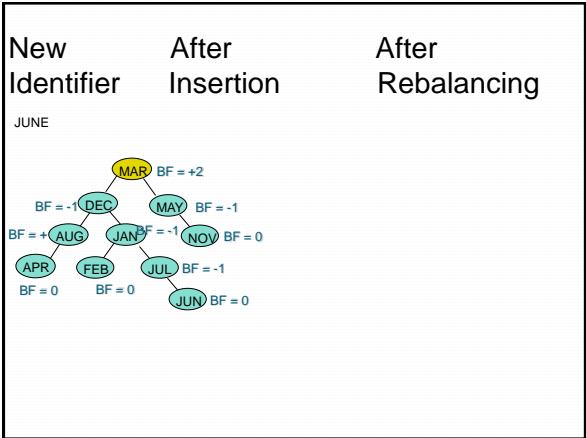 New After After
Identifier Insertion Rebalancing
JUNE
MAR BF = +2
BF = -1 DEC MAY BF = -1
BF = + AUG JAN BF = -1 NOV BF = 0
APR FEB JUL BF = -1
BF = 0 BF = 0
JUN BF = 0